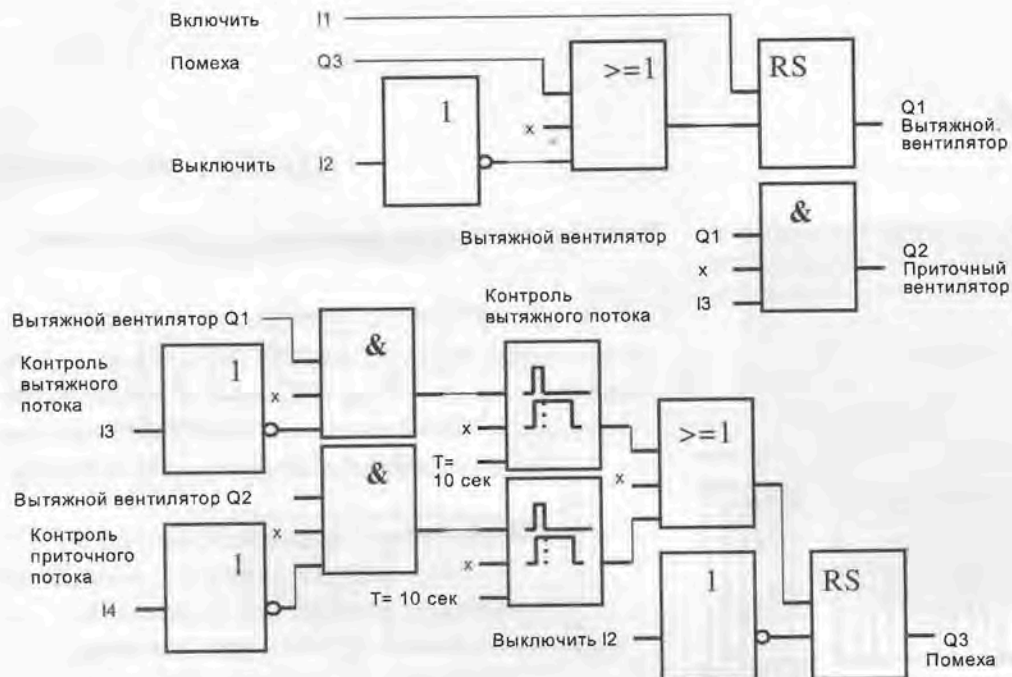 Включить I1
Помеха Q3
Выключить I2
1
x
>=1
RS
Q1
Вытяжной.
вентилятор
&
Вытяжной вентилятор Q1
x
I3
Q2
Приточный
вентилятор
Контроль
вытяжного потока
Вытяжной вентилятор Q1
Контроль
вытяжного
потока
I3
1
x
&
x
T=
10 сек
Вытяжной вентилятор Q2
Контроль
приточного
потока
I4
1
x
&
x
T= 10 сек
x
>=1
Выключить I2
1
RS
Q3
Помеха